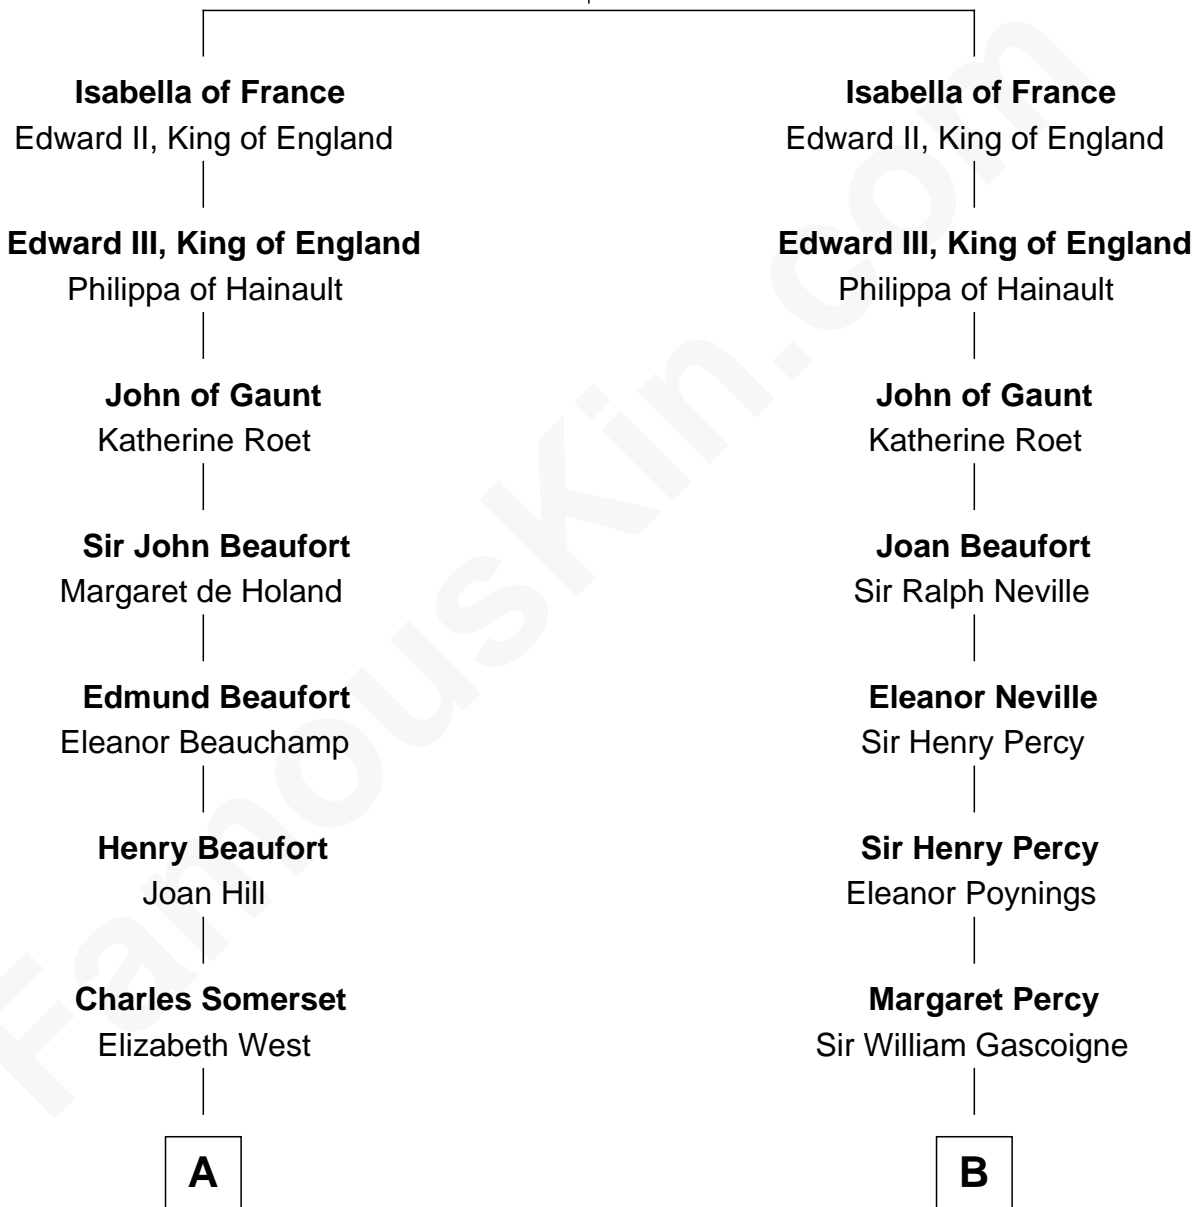 Isabella of France
Edward II, King of England
Edward III, King of England
Philippa of Hainault
John of Gaunt
Katherine Roet
Sir John Beaufort
Margaret de Holand
Edmund Beaufort
Eleanor Beauchamp
Henry Beaufort
Joan Hill
Charles Somerset
Elizabeth West
A
Isabella of France
Edward II, King of England
Edward III, King of England
Philippa of Hainault
John of Gaunt
Katherine Roet
Joan Beaufort
Sir Ralph Neville
Eleanor Neville
Sir Henry Percy
Sir Henry Percy
Eleanor Poynings
Margaret Percy
Sir William Gascoigne
B
FamousKin.com